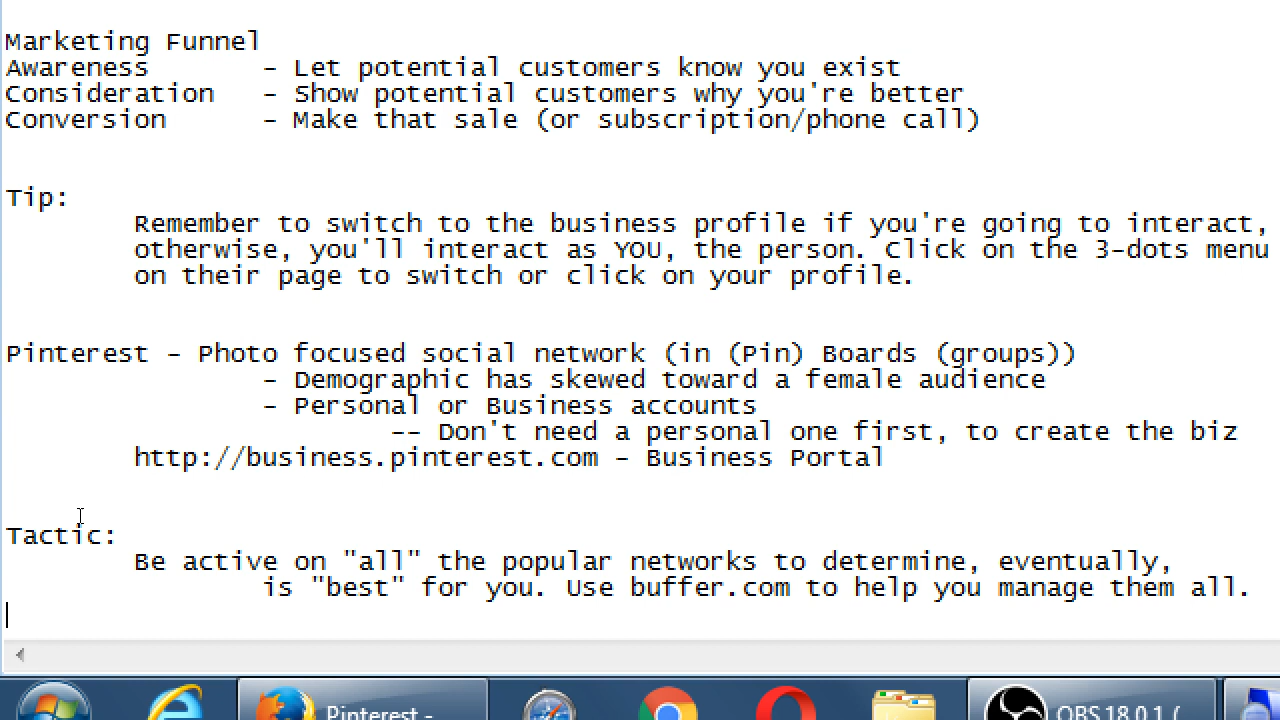 Marketing Funnel
Awareness - Let potential customers know you exist
Consideration - Show potential customers why you're better
Conversion - Make that sale (or subscription/phone call)
Tip:
Remember to switch to the business profile if you're going to interact,
otherwise, you'll interact as YOU, the person. Click on the 3-dots menu
on their page to switch or click on your profile.
Pinterest - Photo focused social network (in (Pin) Boards (groups))
- Demographic has skewed toward a female audience
- Personal or Business accounts
-- Don't need a personal one first, to create the biz
http://business.pinterest.com - Business Portal
Tactic:
Be active on "all" the popular networks to determine, eventually,
is "best" for you. Use buffer.com to help you manage them all.
Pinterest - OBS 18.0.1 (